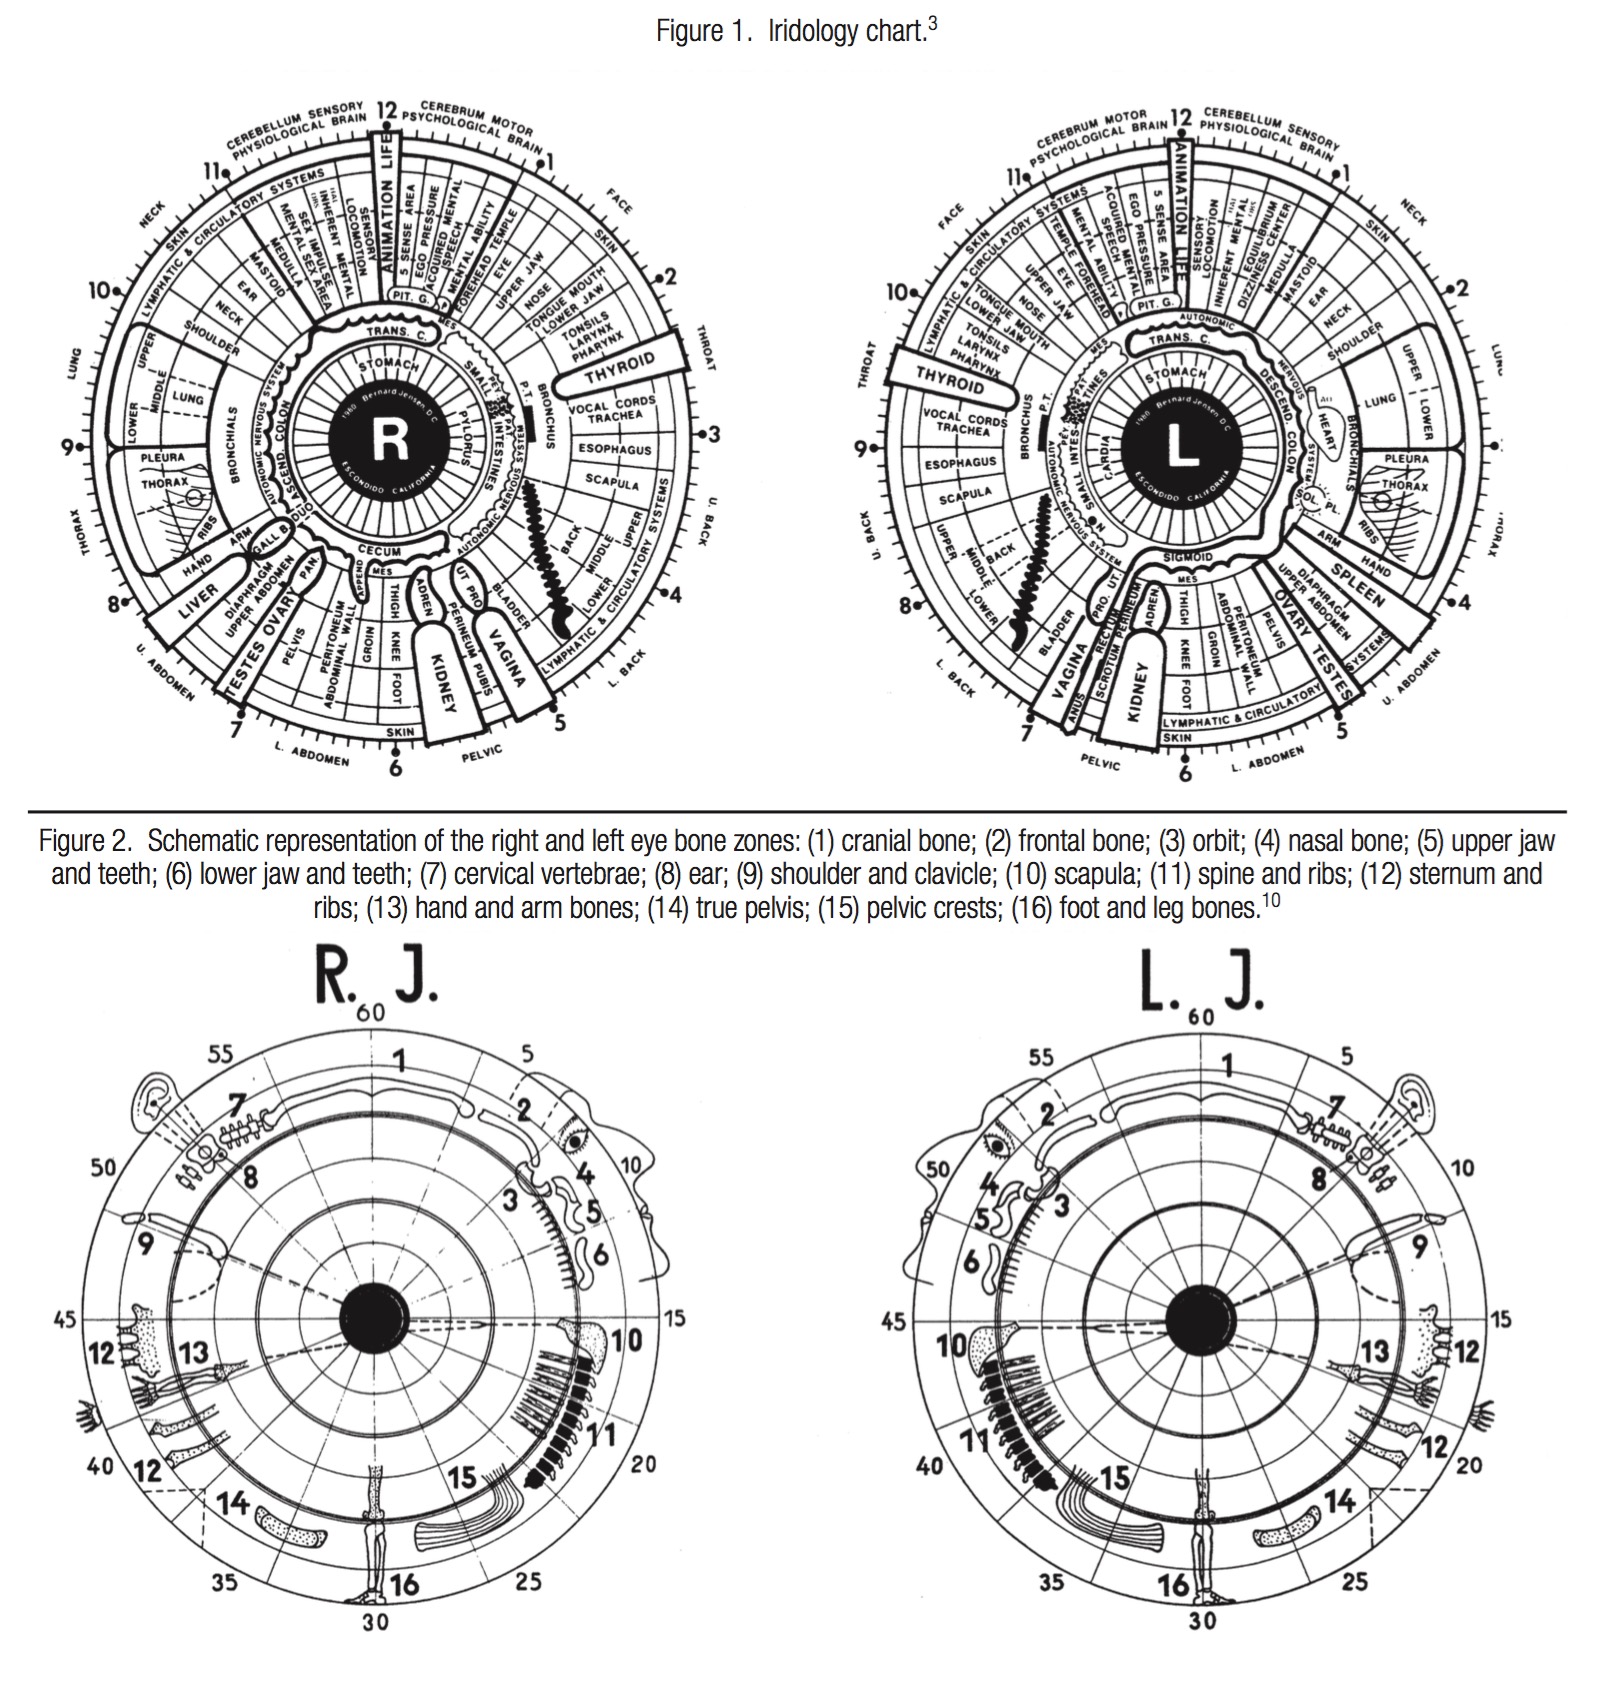 Figure 1. Iridology chart.3
CEREBELLUM SENSORY
PHYSIOLOGICAL BRAIN
12
CEREBRUM MOTOR
PSYCHOLOGICAL BRAIN
1
FACE
SKIN
2
THROAT
3
U. BACK
4
L. BACK
5
PELVIC
6
L. ABDOMEN
7
U. ABDOMEN
8
THORAX
9
LUNG
10
NECK
SKIN
11
LYMPHATIC & CIRCULATORY SYSTEMS
ANIMATION LIFE
5 SENSE AREA
EGO PRESSURE
ACQUIRED MENTAL
SPEECH
MENTAL ABILITY
FOREHEAD TEMPLE
EYE
UPPER JAW
NOSE
TONGUE MOUTH
LOWER JAW
TONSILS
LARYNX
PHARYNX
THYROID
VOCAL CORDS
TRACHEA
ESOPHAGUS
SCAPULA
BACK
UPPER
MIDDLE
LOWER
LYMPHATIC & CIRCULATORY SYSTEMS
BLADDER
VAGINA
UT
PRO
PERINEUM PUBIS
ADREN.
KIDNEY
THIGH KNEE FOOT
SKIN
GROIN
PERITONEUM
ABDOMINAL WALL
APPEND
PELVIS
PAN.
TESTES OVARY
DIAPHRAGM
UPPER ABDOMEN
GALL B.
LIVER
ARM
HAND
RIBS
THORAX
PLEURA
UPPER
MIDDLE
LOWER
LUNG
BRONCHIALS
SHOULDER
NECK
EAR
MASTOID
MEDULLA
MENTAL SEX AREA
SEX IMPULSE
INHERENT MENTAL
SENSORY
LOCOMOTION
PIT. G.
MES
TRANS. C.
STOMACH
SMALL INTESTINES
PYLORUS
P.T.
BRONCHUS
AUTONOMIC NERVOUS SYSTEM
ASCEND. COLON
DUO
CECUM
MES
1980 Bernard Jensen D.C.
R
ESCONDIDO CALIFORNIA
CEREBRUM MOTOR
PSYCHOLOGICAL BRAIN
12
CEREBELLUM SENSORY
PHYSIOLOGICAL BRAIN
1
NECK
SKIN
2
4
U. ABDOMEN
5
L. ABDOMEN
6
PELVIC
7
L. BACK
8
U. BACK
9
THROAT
10
FACE
SKIN
11
LYMPHATIC & CIRCULATORY SYSTEMS
ANIMATION LIFE
SENSORY
LOCOMOTION
INHERENT MENTAL
EQUILIBRIUM
DIZZINESS CENTER
MEDULLA
MASTOID
EAR
NECK
SHOULDER
UPPER
LOWER
LUNG
BRONCHIALS
HEART
PLEURA
THORAX
RIBS
SOL. PL.
ARM
HAND
SPLEEN
DIAPHRAGM
UPPER ABDOMEN
OVARY TESTES
SYSTEMS
PELVIS
PERITONEUM
ABDOMINAL WALL
GROIN
THIGH KNEE FOOT
LYMPHATIC & CIRCULATORY
SKIN
ADREN.
KIDNEY
SCROTUM PERINEUM
ANUS RECTUM
VAGINA
PRO. UT.
BLADDER
BACK
UPPER
MIDDLE
LOWER
SCAPULA
ESOPHAGUS
VOCAL CORDS
TRACHEA
THYROID
BRONCHUS
P.T.
PHARYNX
LARYNX
TONSILS
LOWER JAW
TONGUE MOUTH
NOSE
UPPER JAW
EYE
TEMPLE FOREHEAD
MENTAL ABILITY
SPEECH
ACQUIRED MENTAL
EGO PRESSURE
5 SENSE AREA
PIT. G.
AUTONOMIC NERVOUS SYSTEM
TRANS. C.
STOMACH
DESCEND. COLON
SIGMOID
MES
CARDIA
SMALL INTESTINES
AUTONOMIC NERVOUS SYSTEM
MES
1980 Bernard Jensen D.C.
L
ESCONDIDO CALIFORNIA
Figure 2. Schematic representation of the right and left eye bone zones: (1) cranial bone; (2) frontal bone; (3) orbit; (4) nasal bone; (5) upper jaw
and teeth; (6) lower jaw and teeth; (7) cervical vertebrae; (8) ear; (9) shoulder and clavicle; (10) scapula; (11) spine and ribs; (12) sternum and
ribs; (13) hand and arm bones; (14) true pelvis; (15) pelvic crests; (16) foot and leg bones.10
R. J.
60
55
5
1
2
7
50
8
3
4
10
5
6
9
45
15
12
13
10
11
40
12
20
14
15
35
16
25
30
L. J.
60
55
5
1
2
7
50
4
3
8
10
5
6
9
45
15
10
13
12
11
40
12
20
15
14
35
16
25
30